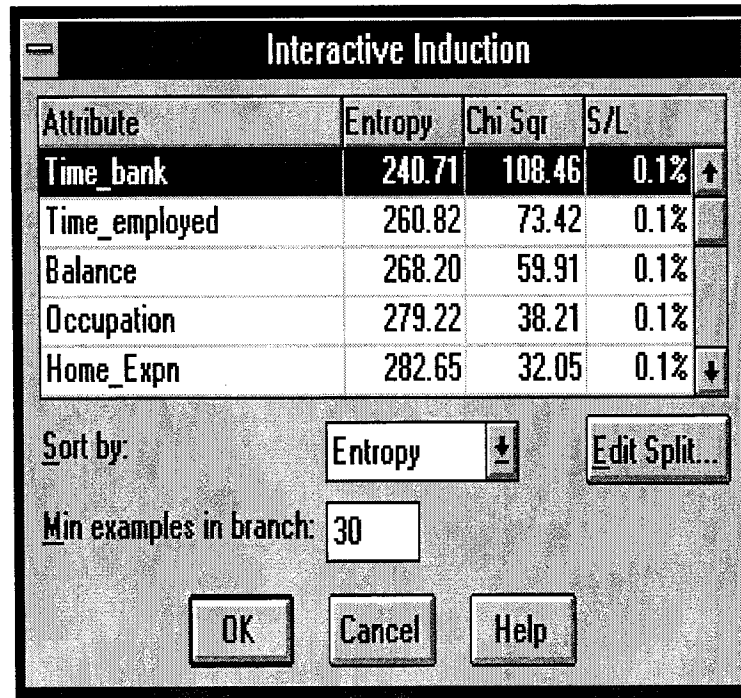 Interactive Induction
Attribute Entropy Chi Sqr S/L
Time_bank 240.71 108.46 0.1%
Time_employed 260.82 73.42 0.1%
Balance 268.20 59.91 0.1%
Occupation 279.22 38.21 0.1%
Home_Expn 282.65 32.05 0.1%
Sort by: Entropy Edit Split...
Min examples in branch: 30
OK Cancel Help